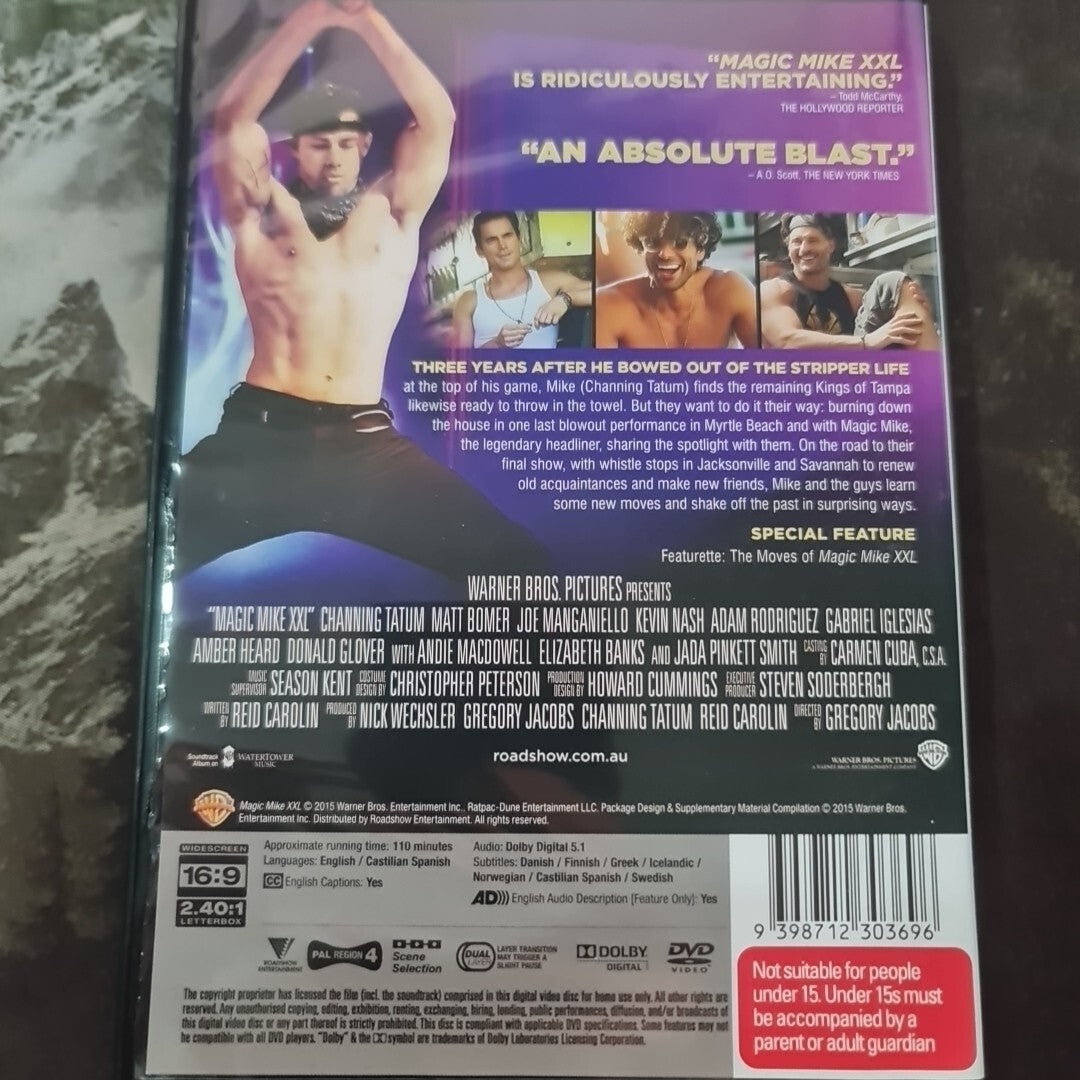 “MAGIC MIKE XXL
IS RIDICULOUSLY ENTERTAINING.”
– Todd McCarthy,
THE HOLLYWOOD REPORTER
“AN ABSOLUTE BLAST.”
– A.O. Scott, THE NEW YORK TIMES
THREE YEARS AFTER HE BOWED OUT OF THE STRIPPER LIFE
at the top of his game, Mike (Channing Tatum) finds the remaining Kings of Tampa
likewise ready to throw in the towel. But they want to do it their way: burning down
the house in one last blowout performance in Myrtle Beach and with Magic Mike,
the legendary headliner, sharing the spotlight with them. On the road to their
final show, with whistle stops in Jacksonville and Savannah to renew
old acquaintances and make new friends, Mike and the guys learn
some new moves and shake off the past in surprising ways.
SPECIAL FEATURE
Featurette: The Moves of Magic Mike XXL
WARNER BROS. PICTURES PRESENTS
“MAGIC MIKE XXL” CHANNING TATUM MATT BOMER JOE MANGANIELLO KEVIN NASH ADAM RODRIGUEZ GABRIEL IGLESIAS
AMBER HEARD DONALD GLOVER WITH ANDIE MACDOWELL ELIZABETH BANKS AND JADA PINKETT SMITH CASTING BY CARMEN CUBA, C.S.A.
MUSIC SUPERVISOR SEASON KENT COSTUME DESIGN BY CHRISTOPHER PETERSON PRODUCTION DESIGN BY HOWARD CUMMINGS EXECUTIVE PRODUCER STEVEN SODERBERGH
WRITTEN BY REID CAROLIN PRODUCED BY NICK WECHSLER GREGORY JACOBS CHANNING TATUM REID CAROLIN DIRECTED BY GREGORY JACOBS
Soundtrack Album on WATERTOWER MUSIC
roadshow.com.au
WARNER BROS. PICTURES
A WARNER BROS. ENTERTAINMENT COMPANY
Magic Mike XXL © 2015 Warner Bros. Entertainment Inc., Ratpac-Dune Entertainment LLC. Package Design & Supplementary Material Compilation © 2015 Warner Bros.
Entertainment Inc. Distributed by Roadshow Entertainment. All rights reserved.
WIDESCREEN
16:9
2.40:1
LETTERBOX
Approximate running time: 110 minutes
Languages: English / Castilian Spanish
CC English Captions: Yes
Audio: Dolby Digital 5.1
Subtitles: Danish / Finnish / Greek / Icelandic /
Norwegian / Castilian Spanish / Swedish
AD))) English Audio Description [Feature Only]: Yes
9 398712 303696
ROADSHOW ENTERTAINMENT
PAL REGION 4
Scene Selection
DUAL LAYER
LAYER TRANSITION
MAY TRIGGER A
SLIGHT PAUSE
DOLBY
DIGITAL
DVD
VIDEO
The copyright proprietor has licensed the film (incl. the soundtrack) comprised in this digital video disc for home use only. All other rights are
reserved. Any unauthorised copying, editing, exhibition, renting, exchanging, hiring, lending, public performances, diffusion, and/or broadcasts of
this digital video disc or any part thereof is strictly prohibited. This disc is compliant with applicable DVD specifications. Some features may not
be compatible with all DVD players. “Dolby” & the DD symbol are trademarks of Dolby Laboratories Licensing Corporation.
Not suitable for people
under 15. Under 15s must
be accompanied by a
parent or adult guardian